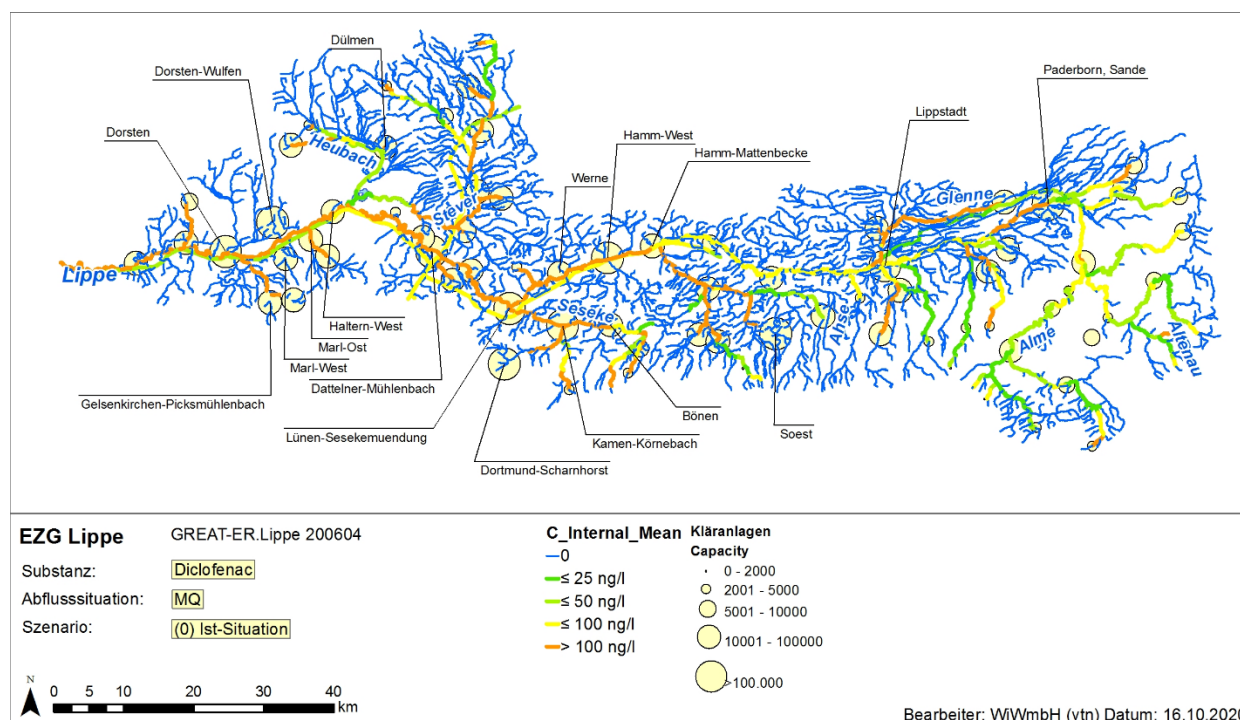 Dülmen
Dorsten-Wulfen
Paderborn, Sande
Lippstadt
Dorsten
Hamm-West
Hamm-Mattenbecke
Heubach
Werne
Stever
Glenne
Lippe
Seseke
Ahse
Alme
Altenau
Haltern-West
Marl-Ost
Marl-West
Dattelner-Mühlenbach
Gelsenkirchen-Picksmühlenbach
Bönen
Lünen-Sesekemuendung
Kamen-Körnebach
Soest
Dortmund-Scharnhorst
EZG Lippe GREAT-ER.Lippe 200604
Substanz: Diclofenac
Abflusssituation: MQ
Szenario: (0) Ist-Situation
N
0 5 10 20 30 40
km
C_Internal_Mean
0
≤ 25 ng/l
≤ 50 ng/l
≤ 100 ng/l
> 100 ng/l
Kläranlagen
Capacity
0 - 2000
2001 - 5000
5001 - 10000
10001 - 100000
>100.000
Bearbeiter: WiWmbH (vtn) Datum: 16.10.2020